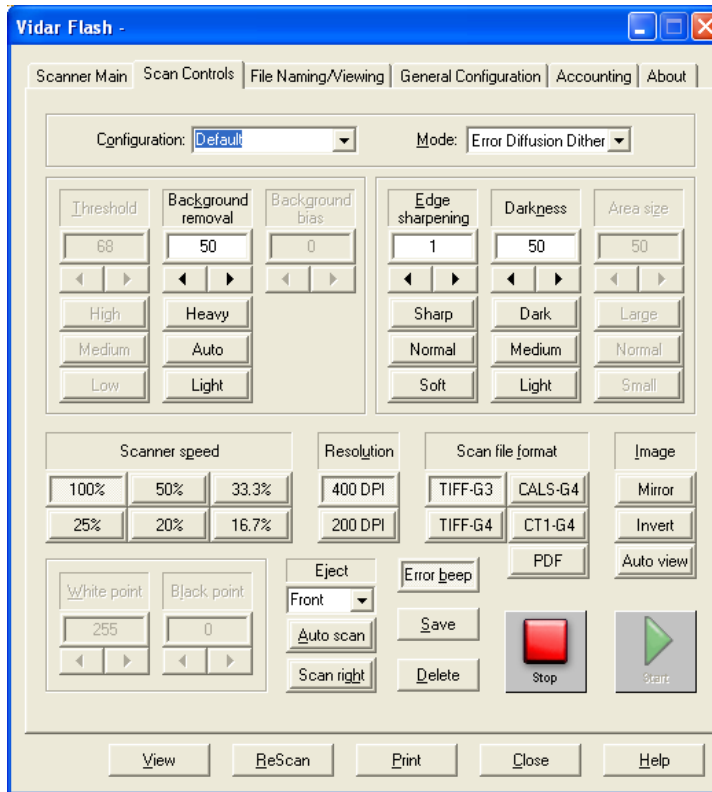 Vidar Flash -
Scanner Main Scan Controls File Naming/Viewing General Configuration Accounting About
Configuration: Default Mode: Error Diffusion Dither
Threshold Background removal Background bias Edge sharpening Darkness Area size
68 50 0 1 50 50
High Heavy Sharp Dark Large
Medium Auto Normal Medium Normal
Low Light Soft Light Small
Scanner speed Resolution Scan file format Image
100% 50% 33.3% 400 DPI TIFF-G3 CALS-G4 Mirror
25% 20% 16.7% 200 DPI TIFF-G4 CT1-G4 Invert
PDF Auto view
White point Black point Eject Error beep
255 0 Front Save
Auto scan
Scan right Delete Stop Start
View ReScan Print Close Help